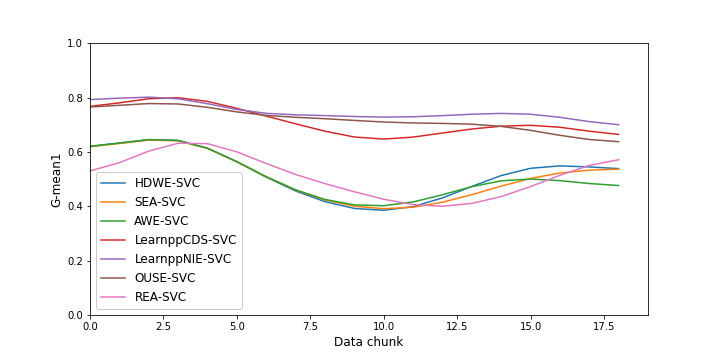 1.0
0.8
0.6
0.4
0.2
0.0
G-mean1
HDWE-SVC
SEA-SVC
AWE-SVC
LearnppCDS-SVC
LearnppNIE-SVC
OUSE-SVC
REA-SVC
0.0 2.5 5.0 7.5 10.0 12.5 15.0 17.5
Data chunk